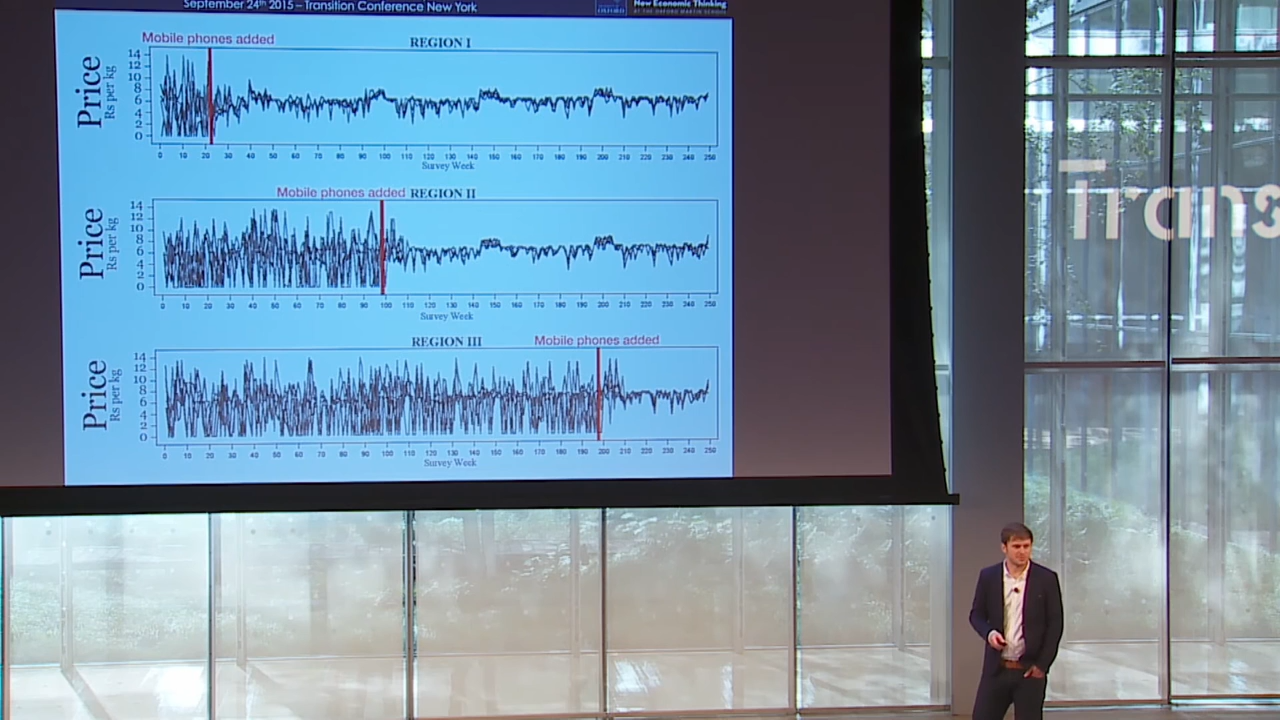 September 24th 2015 – Transition Conference New York
New Economic Thinking
AT THE OXFORD MARTIN SCHOOL
OXFORD
Mobile phones added
REGION I
Price
Rs per kg
14
12
10
8
6
4
2
0
0 10 20 30 40 50 60 70 80 90 100 110 120 130 140 150 160 170 180 190 200 210 220 230 240 250
Survey Week
Mobile phones added
REGION II
Price
Rs per kg
14
12
10
8
6
4
2
0
0 10 20 30 40 50 60 70 80 90 100 110 120 130 140 150 160 170 180 190 200 210 220 230 240 250
Survey Week
REGION III
Mobile phones added
Price
Rs per kg
14
12
10
8
6
4
2
0
0 10 20 30 40 50 60 70 80 90 100 110 120 130 140 150 160 170 180 190 200 210 220 230 240 250
Survey Week
Trans